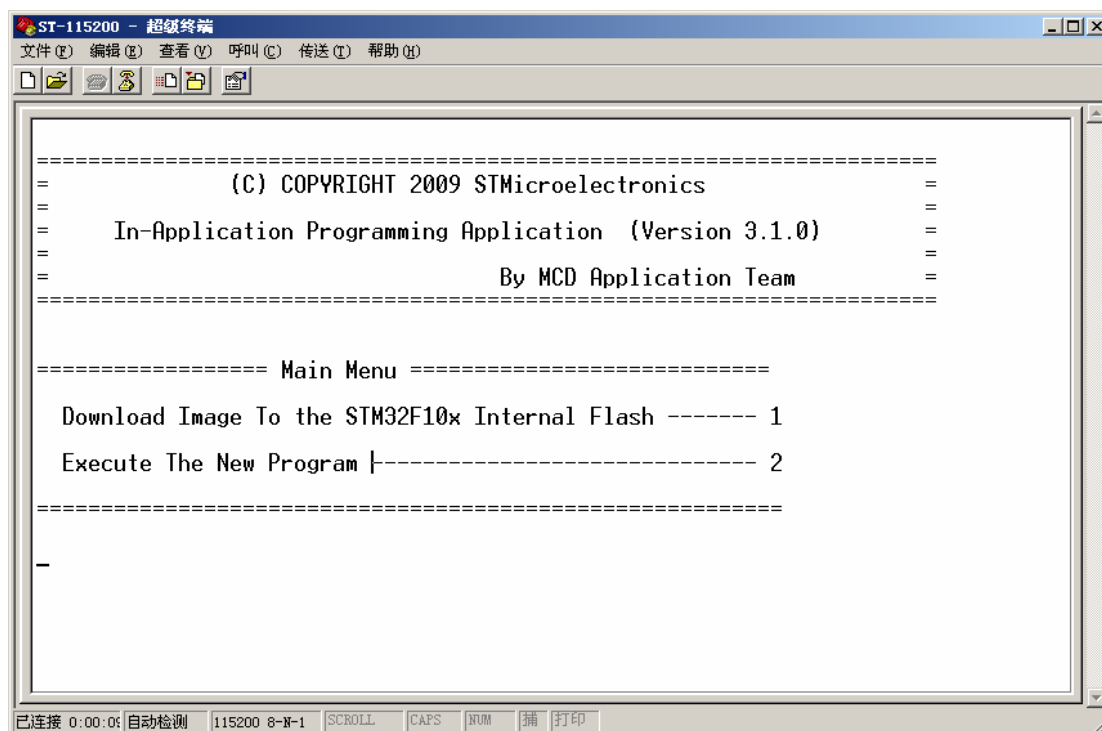 ST-115200 - 超级终端
文件(F) 编辑(E) 查看(V) 呼叫(C) 传送(T) 帮助(H)
======================================================================
= (C) COPYRIGHT 2009 STMicroelectronics =
= =
= In-Application Programming Application (Version 3.1.0) =
= =
= By MCD Application Team =
======================================================================
================== Main Menu ============================
Download Image To the STM32F10x Internal Flash ------- 1
Execute The New Program ------------------------------ 2
==========================================================
_
已连接 0:00:09 自动检测 115200 8-N-1 SCROLL CAPS NUM 捕 打印